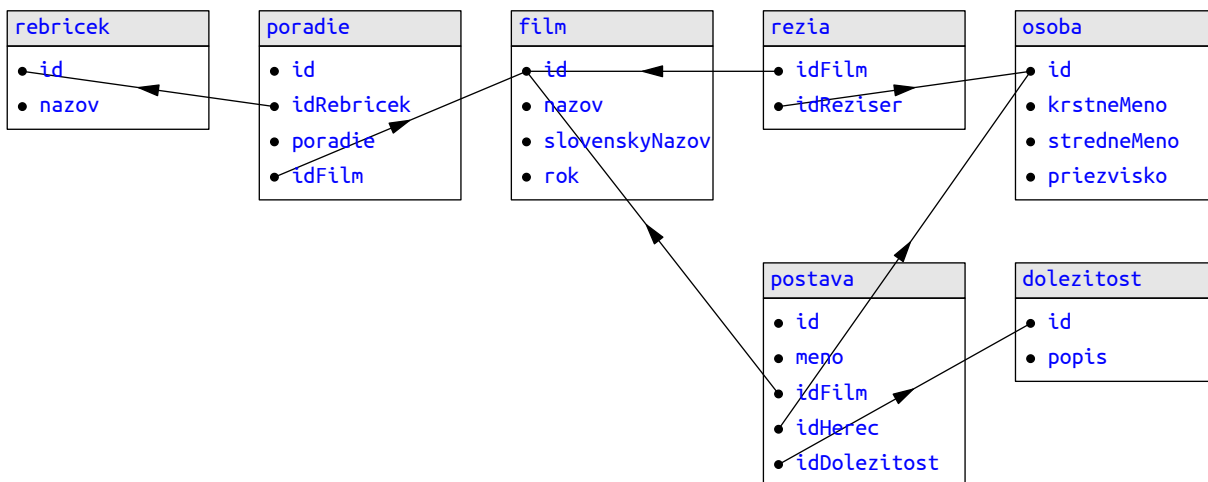 rebricek
id
nazov
poradie
id
idRebricek
poradie
idFilm
film
id
nazov
slovenskyNazov
rok
rezia
idFilm
idReziser
osoba
id
krstneMeno
stredneMeno
priezvisko
postava
id
meno
idFilm
idHerec
idDolezitost
dolezitost
id
popis